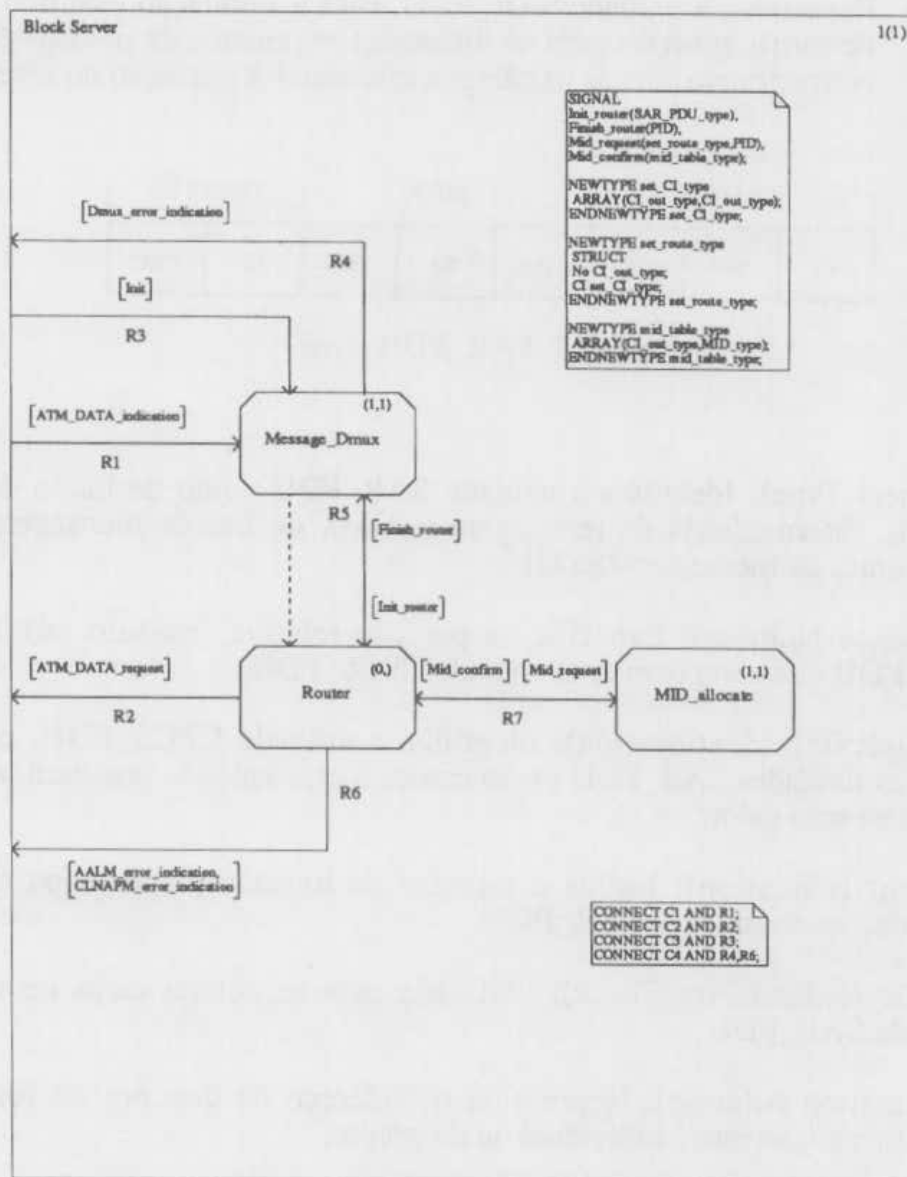 Block Server
1(1)
SIGNAL
Init_router(SAR_PDU_type),
Finish_router(PID),
Mid_request(set_route_type,PID),
Mid_confirm(mid_table_type);
NEWTYPE set_CI_type
ARRAY(CI_out_type,CI_out_type);
ENDNEWTYPE set_CI_type;
NEWTYPE set_route_type
STRUCT
No CI_out_type;
CI set_CI_type;
ENDNEWTYPE set_route_type;
NEWTYPE mid_table_type
ARRAY(CI_out_type,MID_type);
ENDNEWTYPE mid_table_type;
[Dmux_error_indication]
R4
[Init]
R3
[ATM_DATA_indication]
R1
(1,1)
Message_Dmux
R5
[Finish_router]
[Init_router]
[ATM_DATA_request]
R2
(0,)
Router
[Mid_confirm]
[Mid_request]
R7
(1,1)
MID_allocate
R6
[AALM_error_indication,
CLNAPM_error_indication]
CONNECT C1 AND R1;
CONNECT C2 AND R2;
CONNECT C3 AND R3;
CONNECT C4 AND R4,R6;